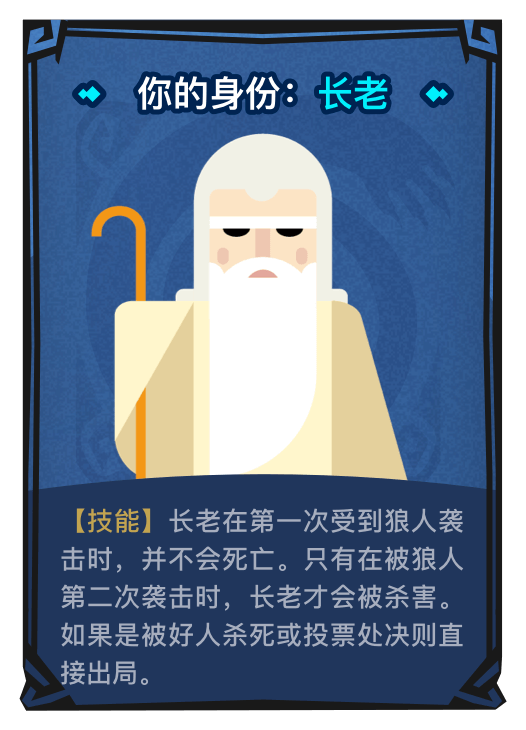 你的身份：长老
【技能】长老在第一次受到狼人袭
击时，并不会死亡。只有在被狼人
第二次袭击时，长老才会被杀害。
如果是被好人杀死或投票处决则直
接出局。